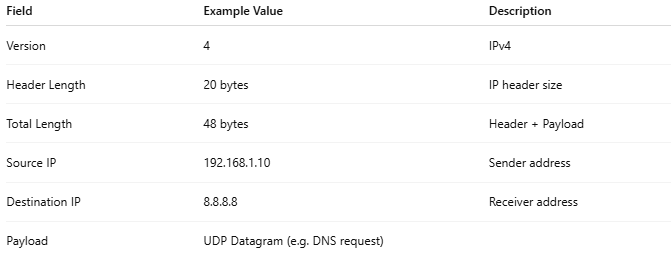 Field Example Value Description
Version 4 IPv4
Header Length 20 bytes IP header size
Total Length 48 bytes Header + Payload
Source IP 192.168.1.10 Sender address
Destination IP 8.8.8.8 Receiver address
Payload UDP Datagram (e.g. DNS request)